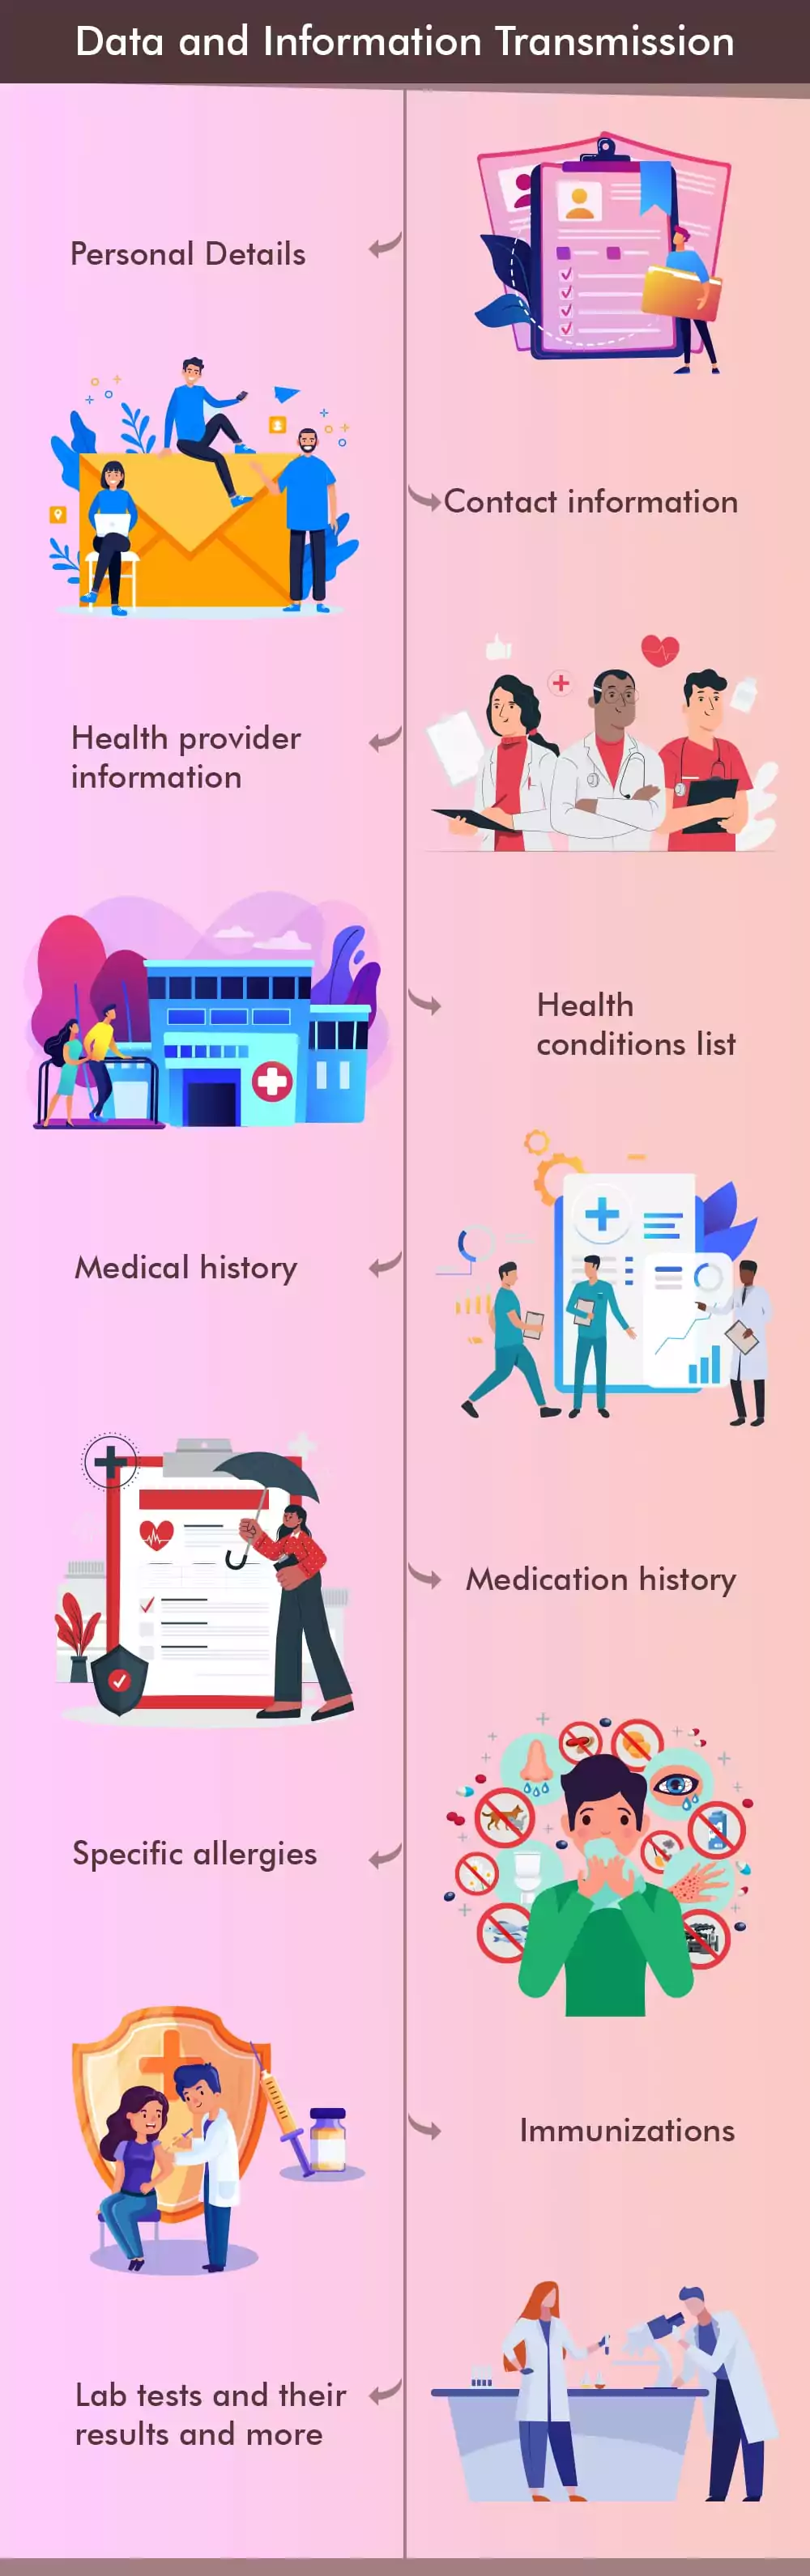 Data and Information Transmission
Personal Details
Contact information
Health provider
information
Health
conditions list
Medical history
Medication history
Specific allergies
Immunizations
Lab tests and their
results and more